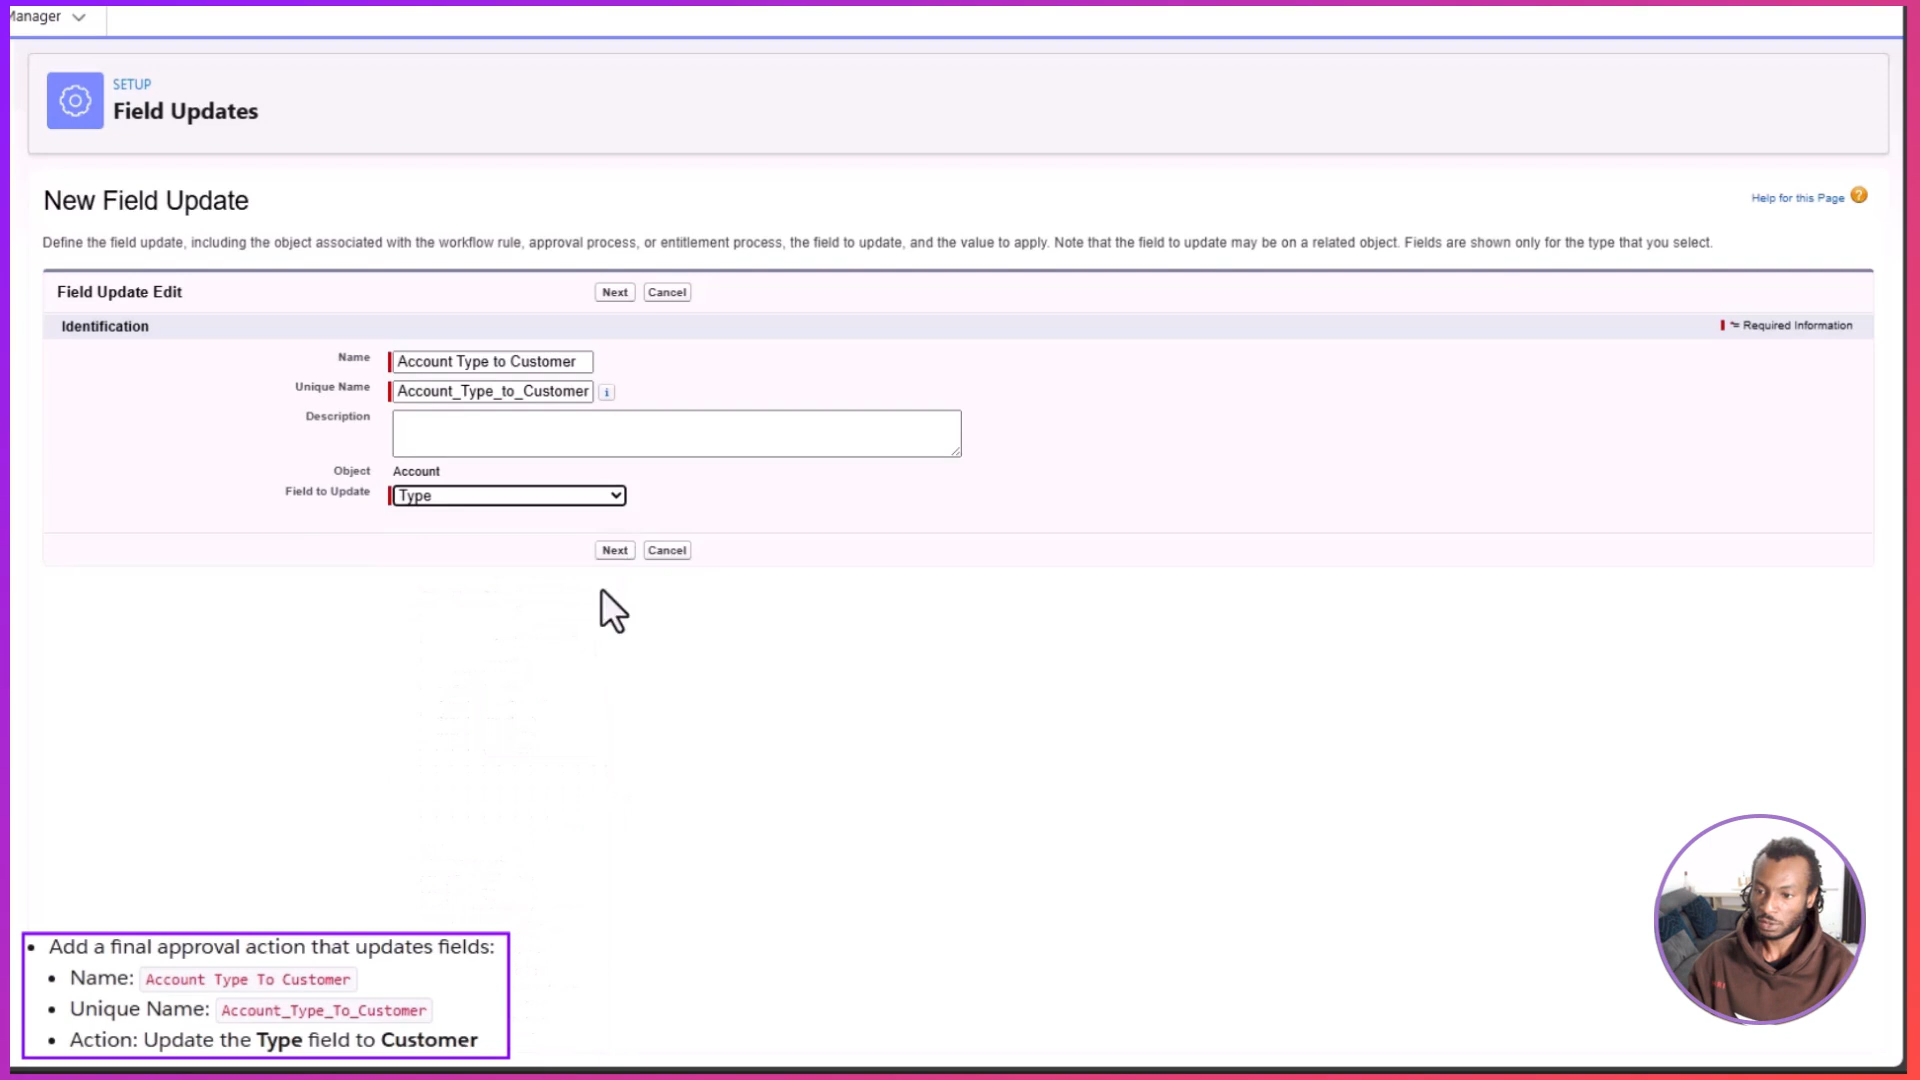 Manager
SETUP
Field Updates
New Field Update
Help for this Page ?
Define the field update, including the object associated with the workflow rule, approval process, or entitlement process, the field to update, and the value to apply. Note that the field to update may be on a related object. Fields are shown only for the type that you select.
Field Update Edit
Next Cancel
Identification
*= Required Information
Name Account Type to Customer
Unique Name Account_Type_to_Customer i
Description
Object Account
Field to Update Type
Next Cancel
• Add a final approval action that updates fields:
• Name: Account Type To Customer
• Unique Name: Account_Type_To_Customer
• Action: Update the Type field to Customer